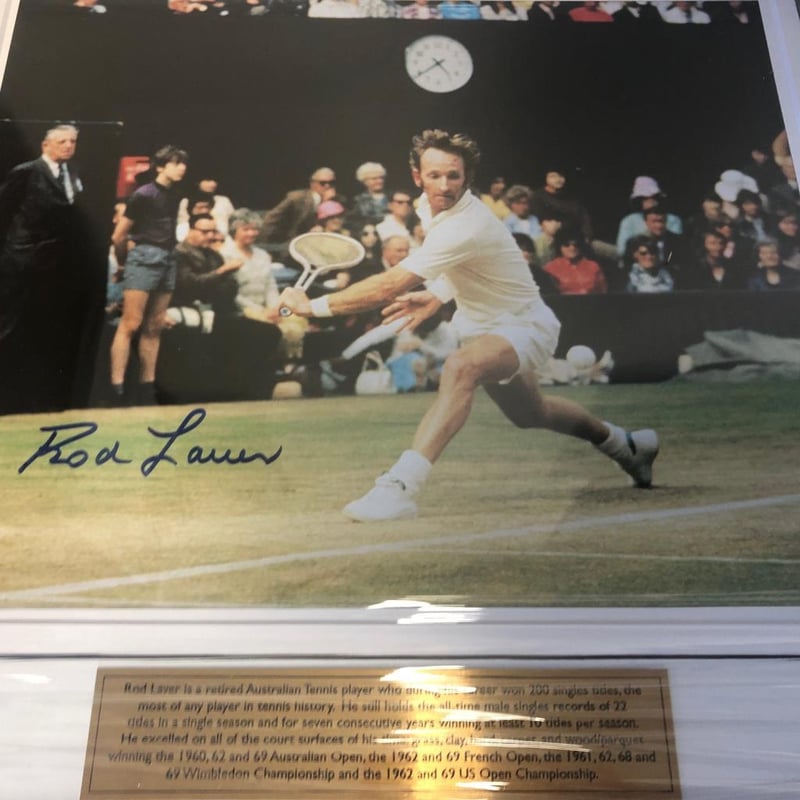 Rod Laver
Rod Laver is a retired Australian Tennis player who during his career won 200 singles titles, the
most of any player in tennis history. He still holds the all-time male singles records of 22
titles in a single season and for seven consecutive years winning at least 10 titles per season.
He excelled on all of the court surfaces of his time, grass, clay, hard, carpet and wood/parquet
winning the 1960, 62 and 69 Australian Open, the 1962 and 69 French Open, the 1961, 62, 68 and
69 Wimbledon Championship and the 1962 and 69 US Open Championship.